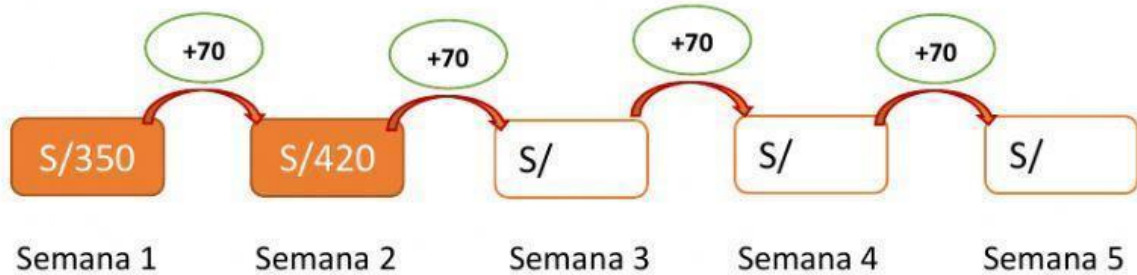 +70 +70 +70 +70
S/350 S/420 S/ S/ S/
Semana 1 Semana 2 Semana 3 Semana 4 Semana 5